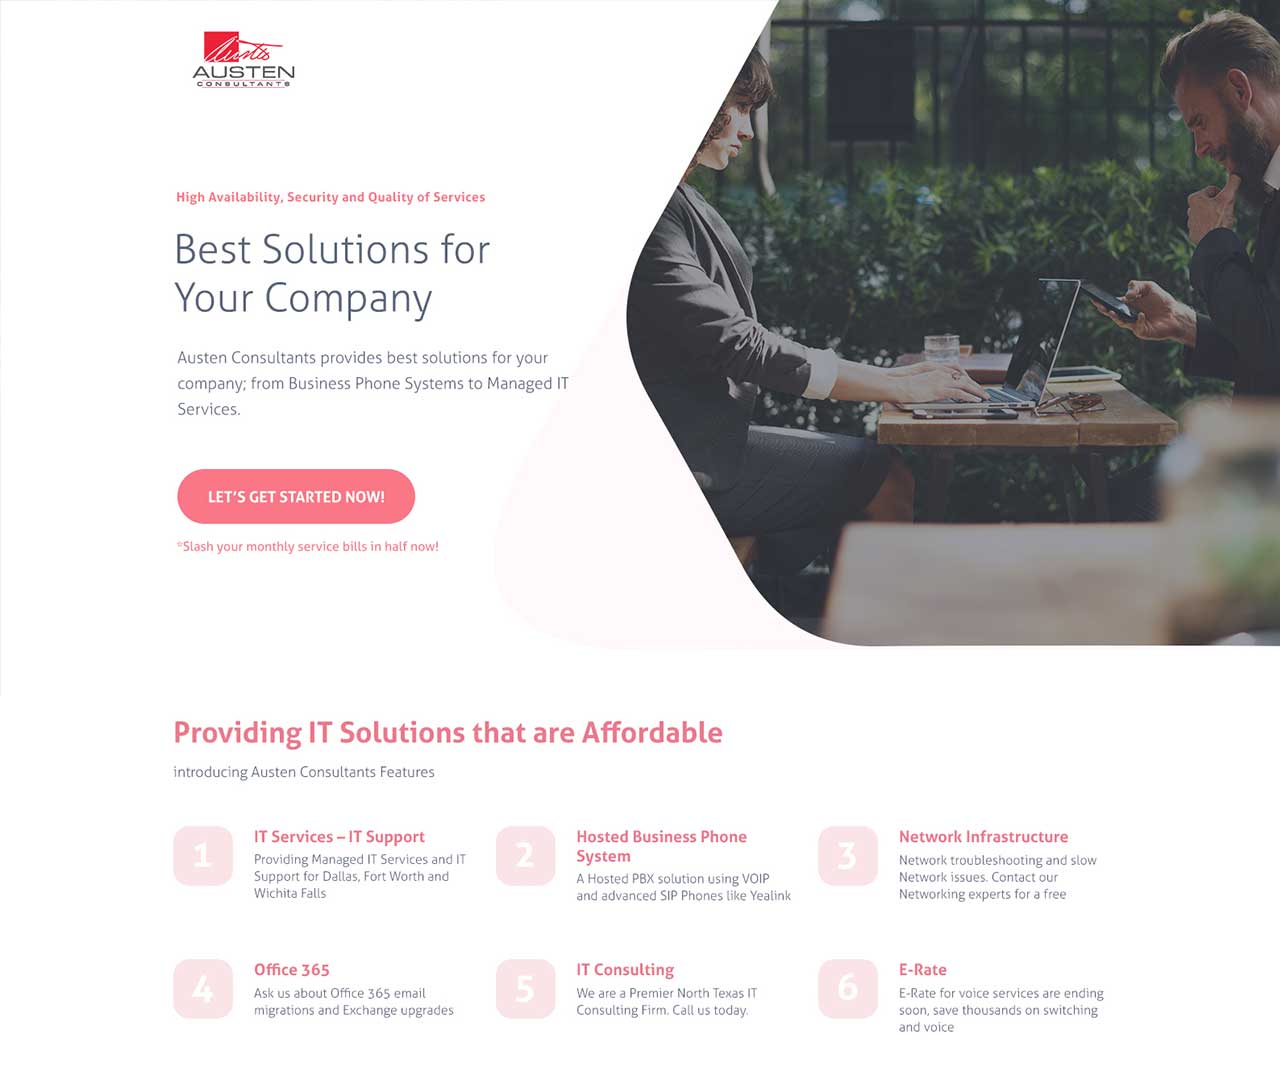 Austen
AUSTEN
CONSULTANTS
High Availability, Security and Quality of Services
Best Solutions for
Your Company
Austen Consultants provides best solutions for your
company; from Business Phone Systems to Managed IT
Services.
LET'S GET STARTED NOW!
*Slash your monthly service bills in half now!
Providing IT Solutions that are Affordable
introducing Austen Consultants Features
1
IT Services – IT Support
Providing Managed IT Services and IT
Support for Dallas, Fort Worth and
Wichita Falls
2
Hosted Business Phone
System
A Hosted PBX solution using VOIP
and advanced SIP Phones like Yealink
3
Network Infrastructure
Network troubleshooting and slow
Network issues. Contact our
Networking experts for a free
4
Office 365
Ask us about Office 365 email
migrations and Exchange upgrades
5
IT Consulting
We are a Premier North Texas IT
Consulting Firm. Call us today.
6
E-Rate
E-Rate for voice services are ending
soon, save thousands on switching
and voice